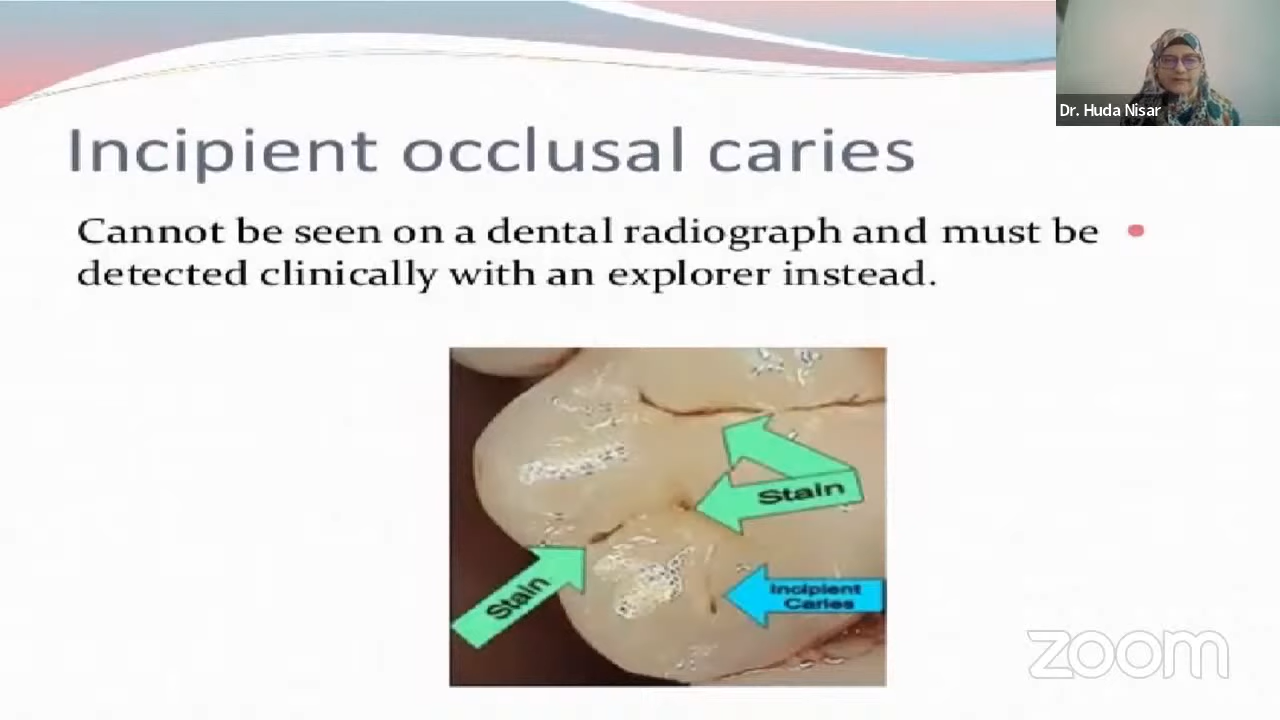 Dr. Huda Nisar
Incipient occlusal caries
Cannot be seen on a dental radiograph and must be •
detected clinically with an explorer instead.
Stain
Stain
Incipient
Caries
zoom